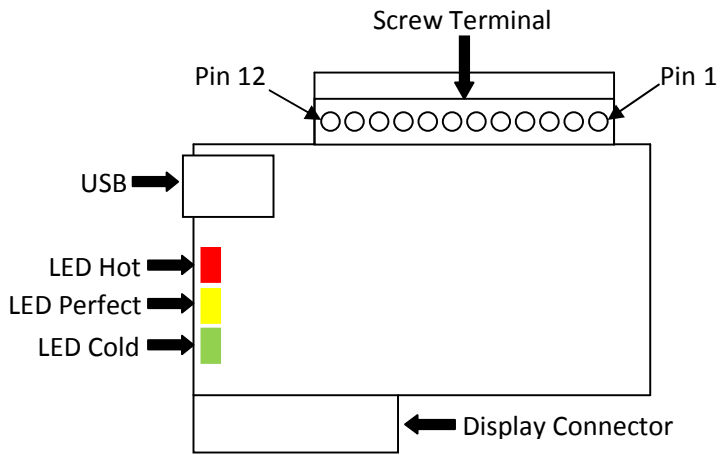 Screw Terminal
Pin 12
Pin 1
USB
LED Hot
LED Perfect
LED Cold
Display Connector